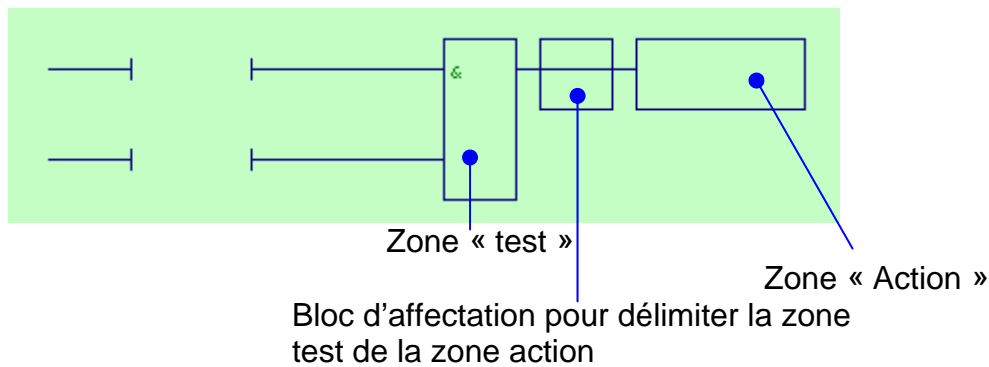 &
Zone « test »
Zone « Action »
Bloc d’affectation pour délimiter la zone
test de la zone action